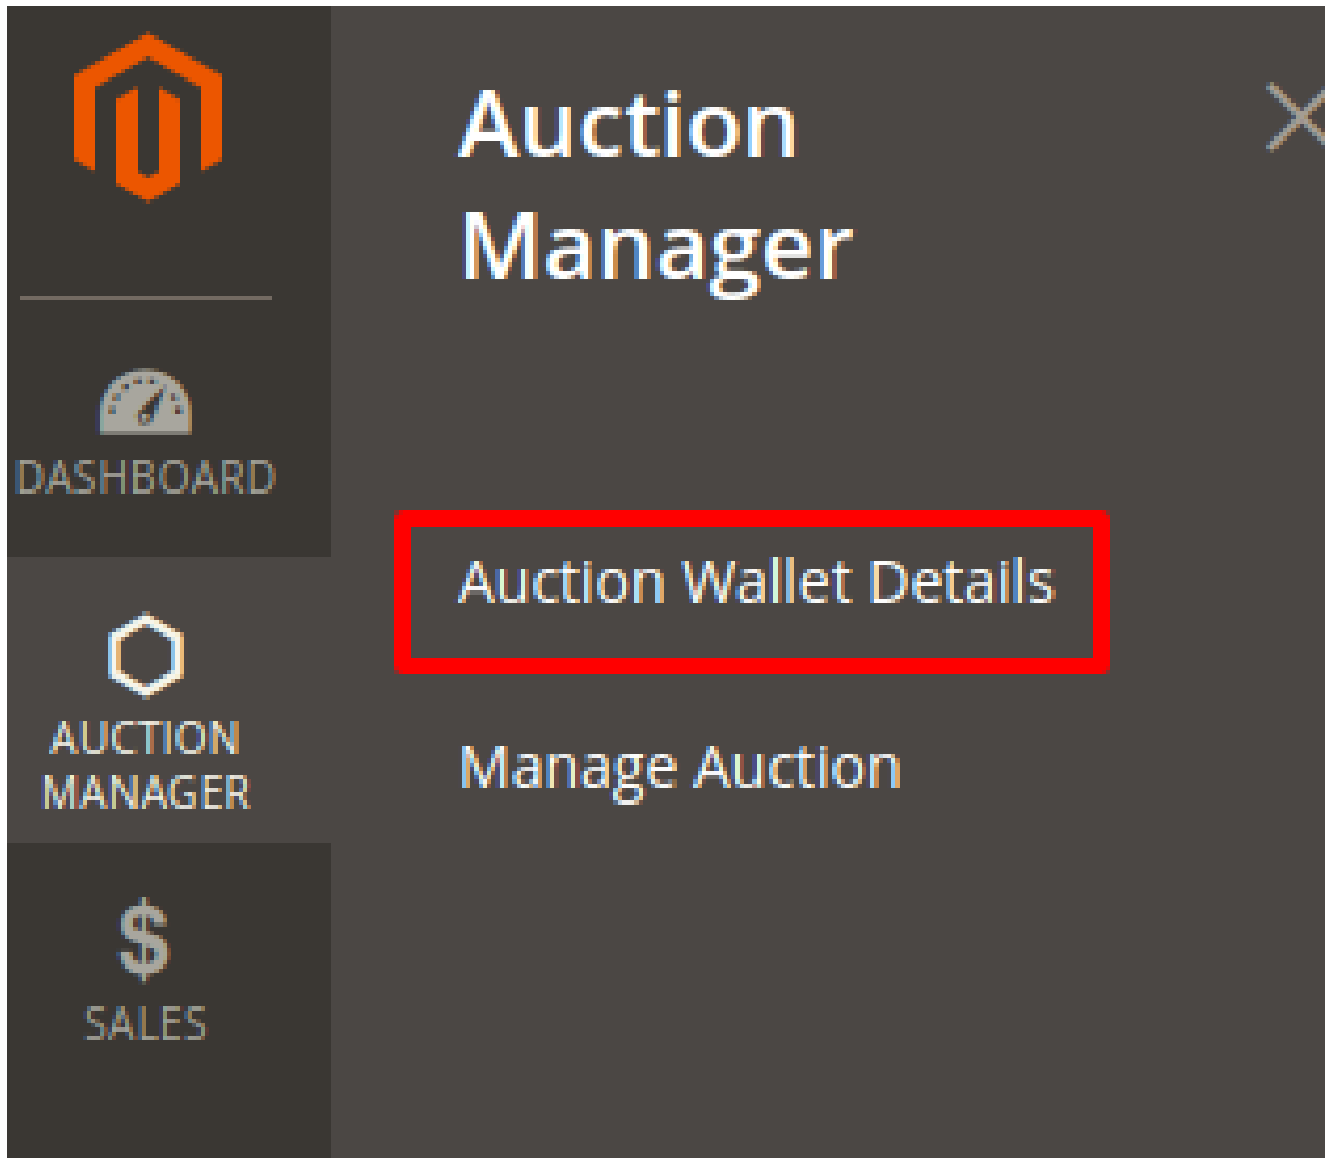 Auction
Manager
DASHBOARD
Auction Wallet Details
AUCTION
MANAGER
Manage Auction
$
SALES